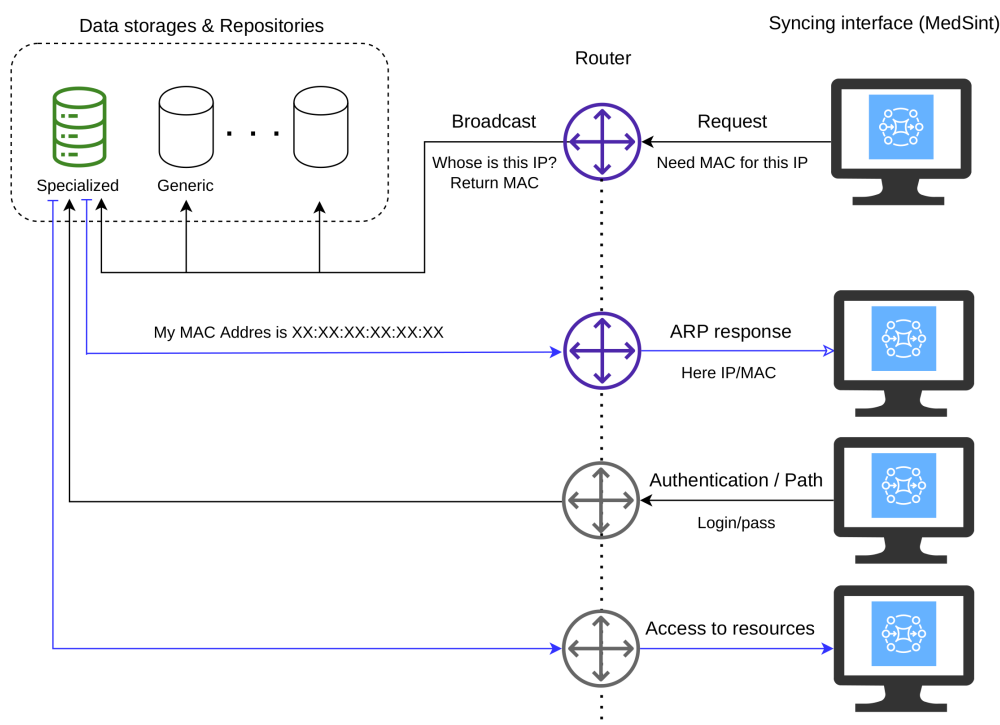 Data storages & Repositories
Syncing interface (MedSint)
Router
Broadcast
Request
Whose is this IP?
Return MAC
Need MAC for this IP
Specialized
Generic
My MAC Addres is XX:XX:XX:XX:XX:XX
ARP response
Here IP/MAC
Authentication / Path
Login/pass
Access to resources